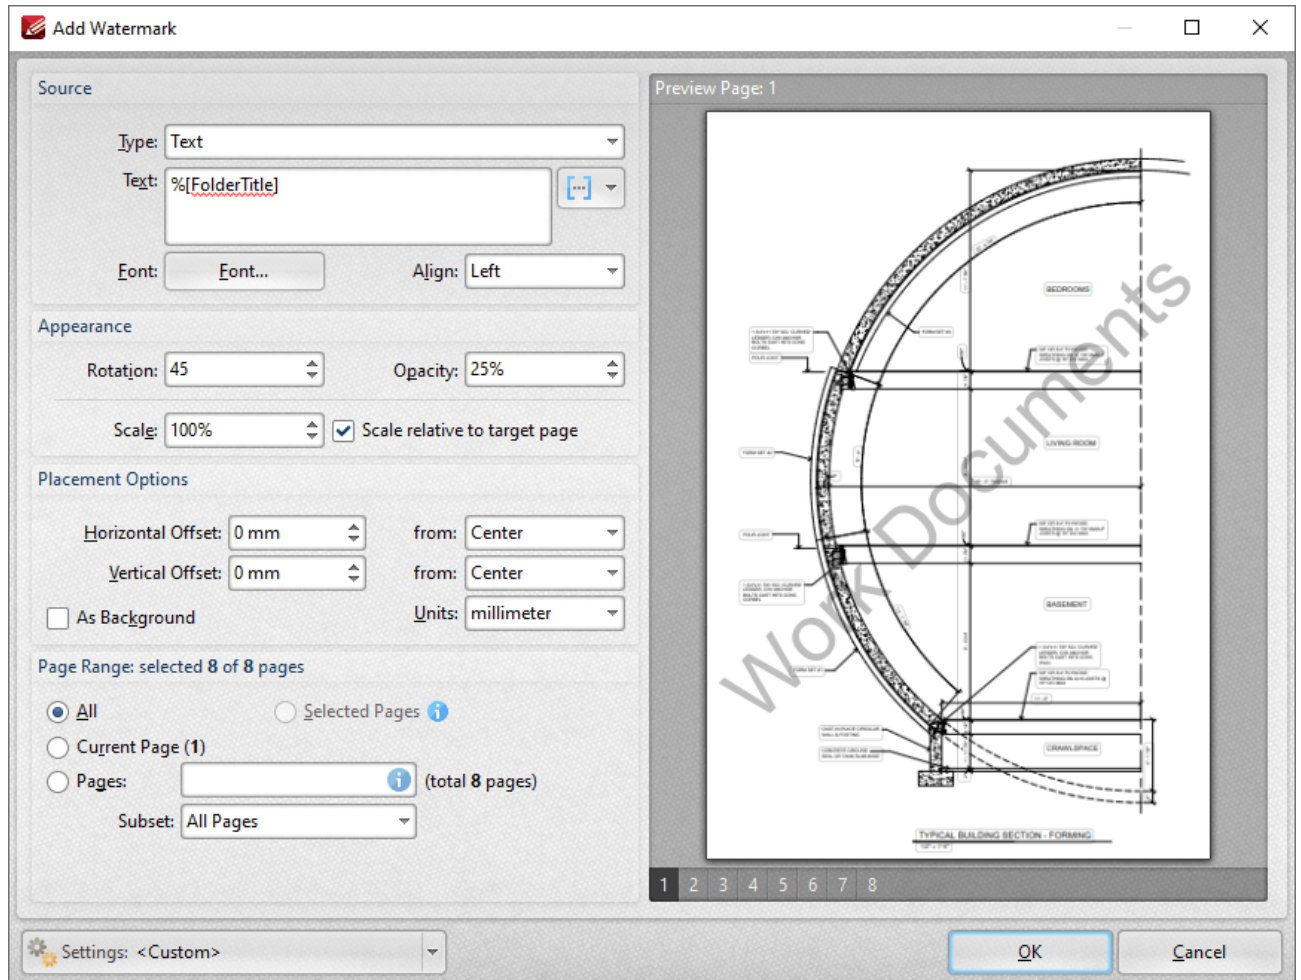 Add Watermark
Source
Type: Text
Text: %[FolderTitle]
Font: Font... Align: Left
Appearance
Rotation: 45 Opacity: 25%
Scale: 100% Scale relative to target page
Placement Options
Horizontal Offset: 0 mm from: Center
Vertical Offset: 0 mm from: Center
As Background Units: millimeter
Page Range: selected 8 of 8 pages
All Selected Pages
Current Page (1)
Pages: (total 8 pages)
Subset: All Pages
Settings: <Custom>
Preview Page: 1
BEDROOMS
LIVING ROOM
BASEMENT
CRAWLSPACE
Work Documents
TYPICAL BUILDING SECTION - FORMING
1 2 3 4 5 6 7 8
OK Cancel